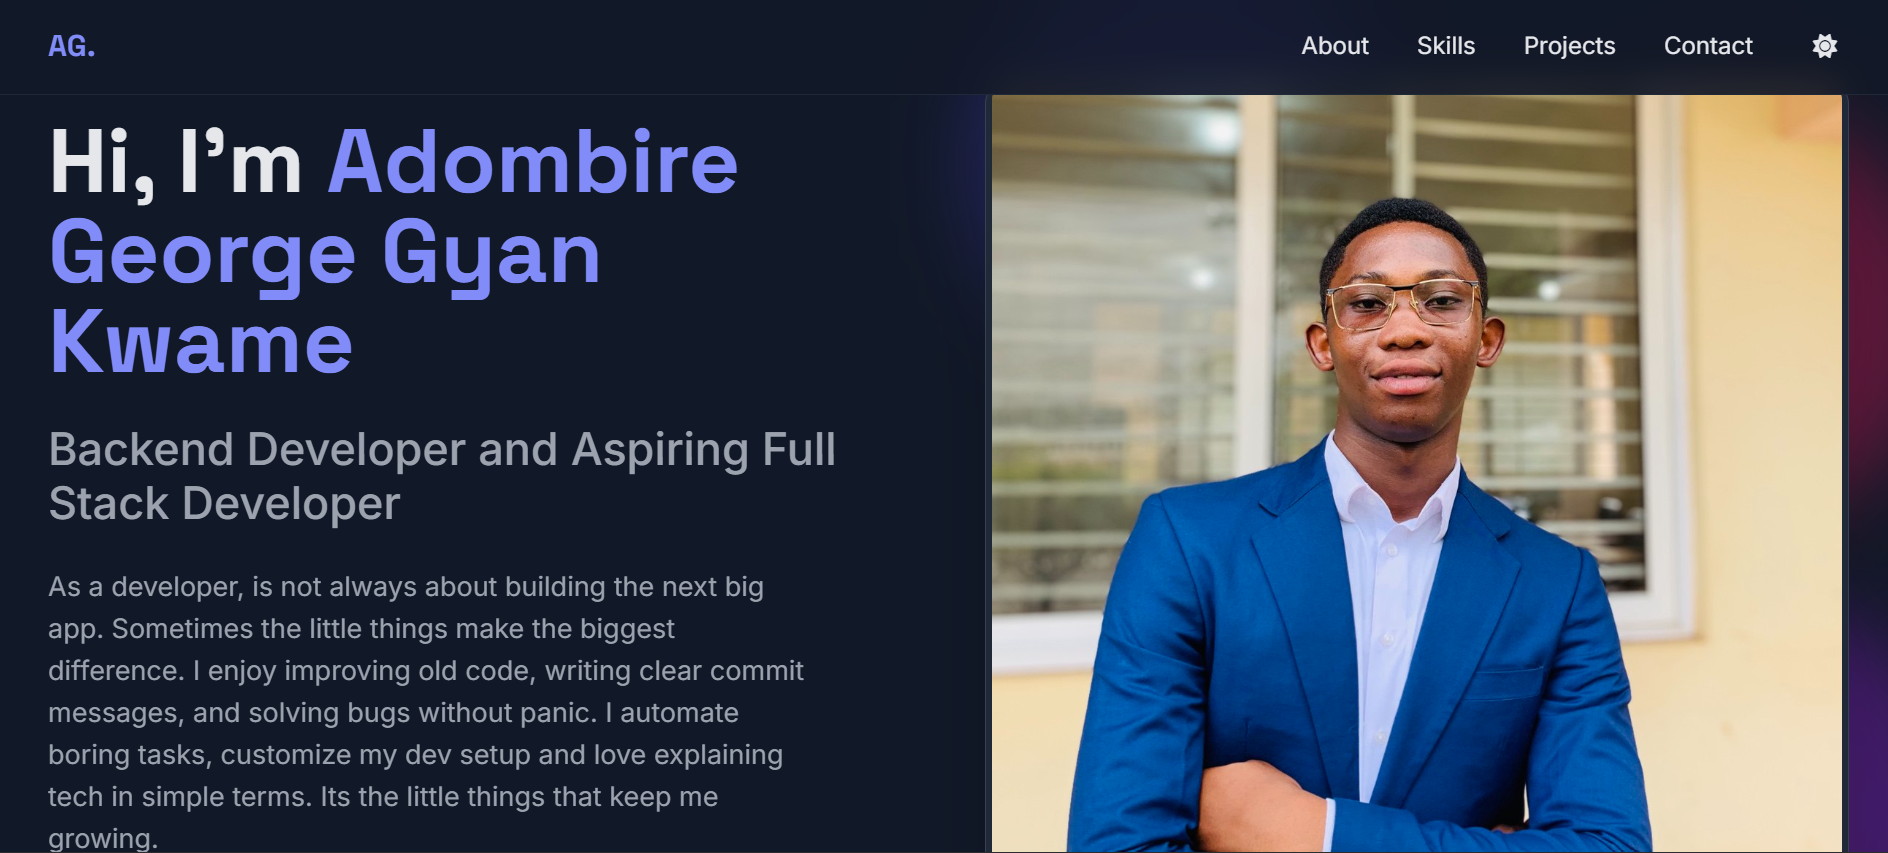 AG.
About Skills Projects Contact
Hi, I’m Adombire
George Gyan
Kwame
Backend Developer and Aspiring Full
Stack Developer
As a developer, is not always about building the next big
app. Sometimes the little things make the biggest
difference. I enjoy improving old code, writing clear commit
messages, and solving bugs without panic. I automate
boring tasks, customize my dev setup and love explaining
tech in simple terms. Its the little things that keep me
growing.